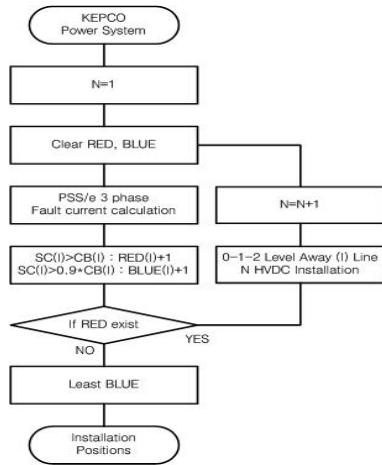 KEPCO
Power System
N=1
Clear RED, BLUE
PSS/e 3 phase
Fault current calculation
N=N+1
SC(I)>CB(I) : RED(I)+1
SC(I)>0.9*CB(I) : BLUE(I)+1
0-1-2 Level Away (I) Line
N HVDC Installation
If RED exist
NO
YES
Least BLUE
Installation
Positions